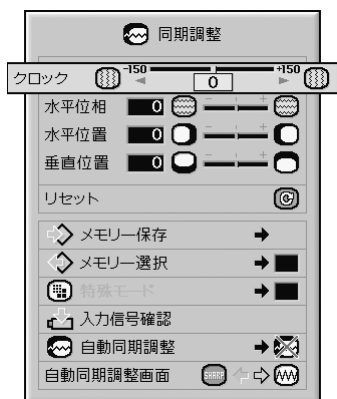 同期調整
クロック -150 0 +150
水平位相 0 - +
水平位置 0 - +
垂直位置 0 - +
リセット
メモリー保存
メモリー選択
特殊モード
入力信号確認
自動同期調整
自動同期調整画面 SHARP